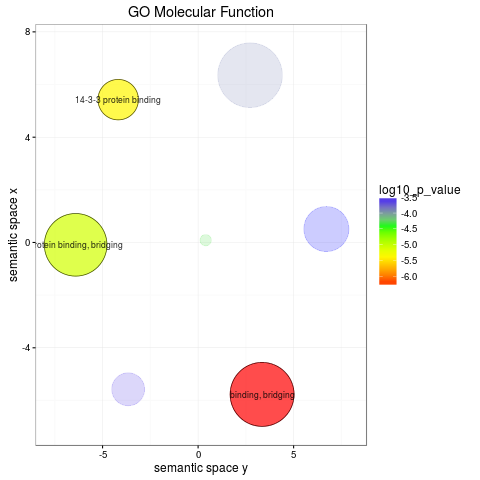 GO Molecular Function
8
4
0
-4
-5
0
5
semantic space x
semantic space y
14-3-3 protein binding
otein binding, bridging
binding, bridging
log10_p_value
-3.5
-4.0
-4.5
-5.0
-5.5
-6.0